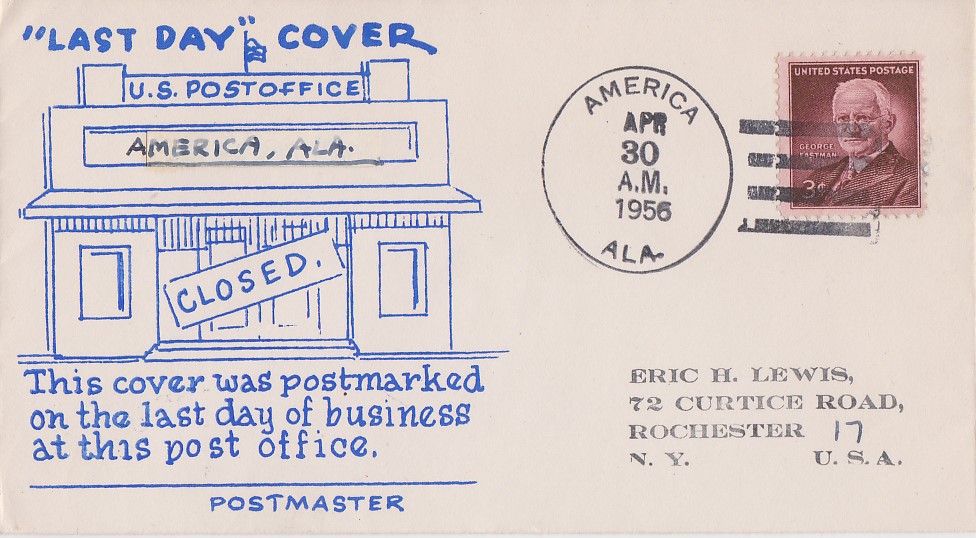 "LAST DAY" COVER
U.S. POSTOFFICE
AMERICA, ALA.
CLOSED.
This cover was postmarked
on the last day of business
at this post office.
POSTMASTER
AMERICA
APR
30
A.M.
1956
ALA.
UNITED STATES POSTAGE
GEORGE
EASTMAN
3¢
ERIC H. LEWIS,
72 CURTICE ROAD,
ROCHESTER 17
N. Y. U. S. A.